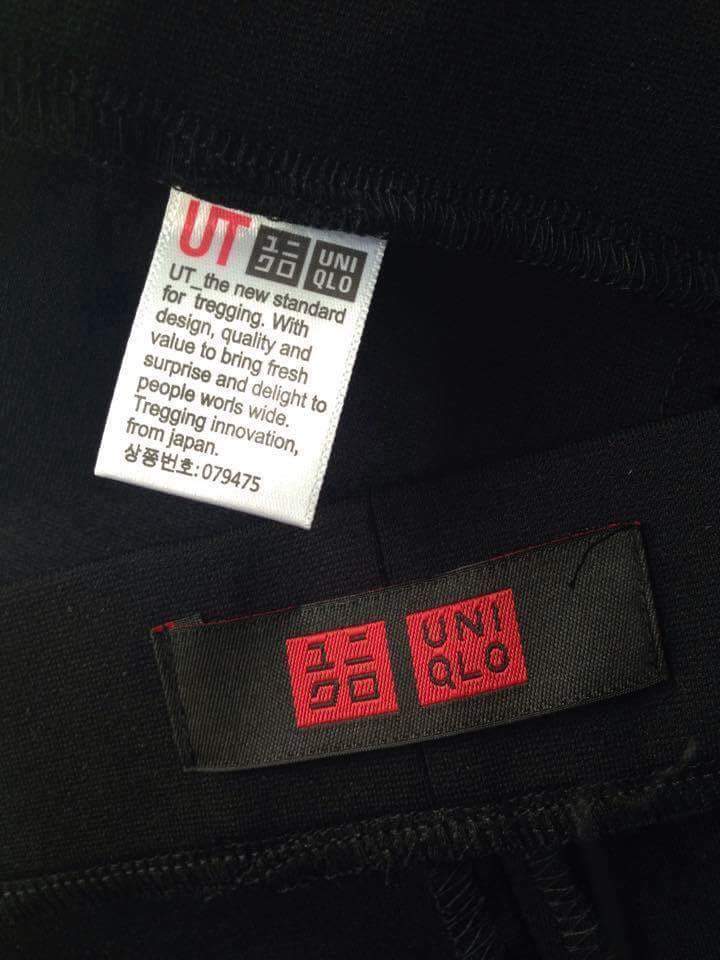 UT ユニ UNI
クロ QLO
UT_the new standard
for tregging. With
design, quality and
value to bring fresh
surprise and delight to
people worls wide.
Tregging innovation,
from japan.
상쫑번호: 079475
ユニ UNI
クロ QLO